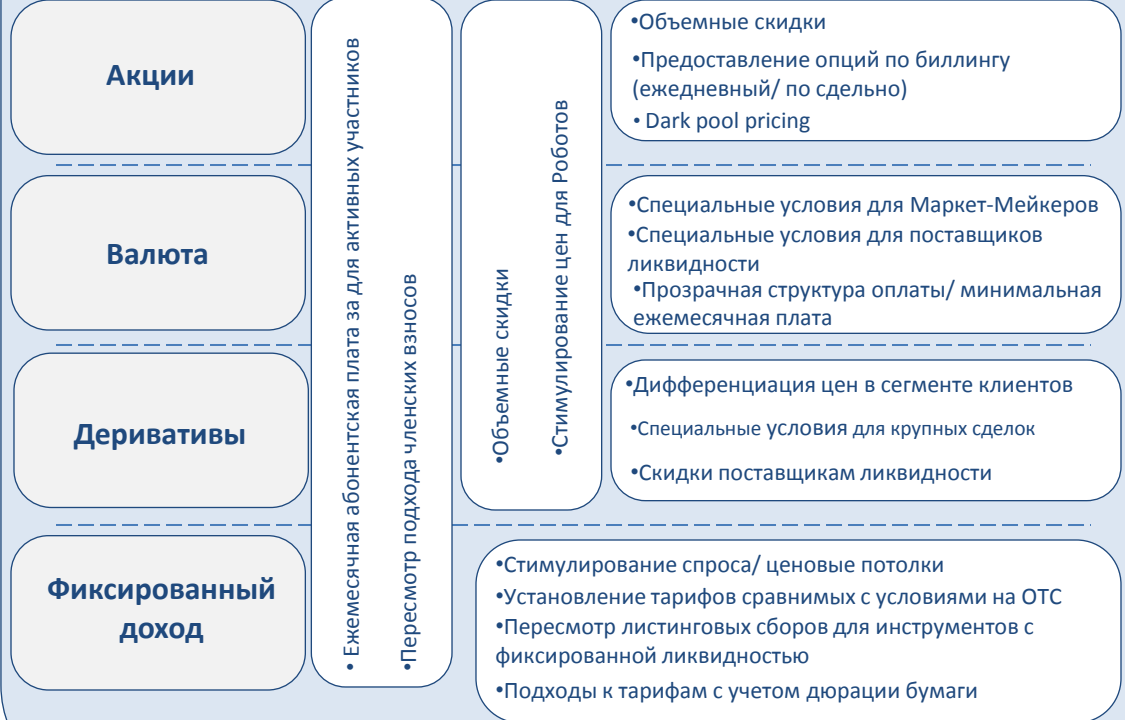 Акции
• Ежемесячная абонентская плата за для активных участников
•Пересмотр подхода членских взносов
•Объемные скидки
•Стимулирование цен для Роботов
•Объемные скидки
•Предоставление опций по биллингу
(ежедневный/ по сдельно)
• Dark pool pricing
Валюта
•Специальные условия для Маркет-Мейкеров
•Специальные условия для поставщиков
ликвидности
•Прозрачная структура оплаты/ минимальная
ежемесячная плата
Деривативы
•Дифференциация цен в сегменте клиентов
•Специальные условия для крупных сделок
•Скидки поставщикам ликвидности
Фиксированный
доход
•Стимулирование спроса/ ценовые потолки
•Установление тарифов сравнимых с условиями на ОТС
•Пересмотр листинговых сборов для инструментов с
фиксированной ликвидностью
•Подходы к тарифам с учетом дюрации бумаги